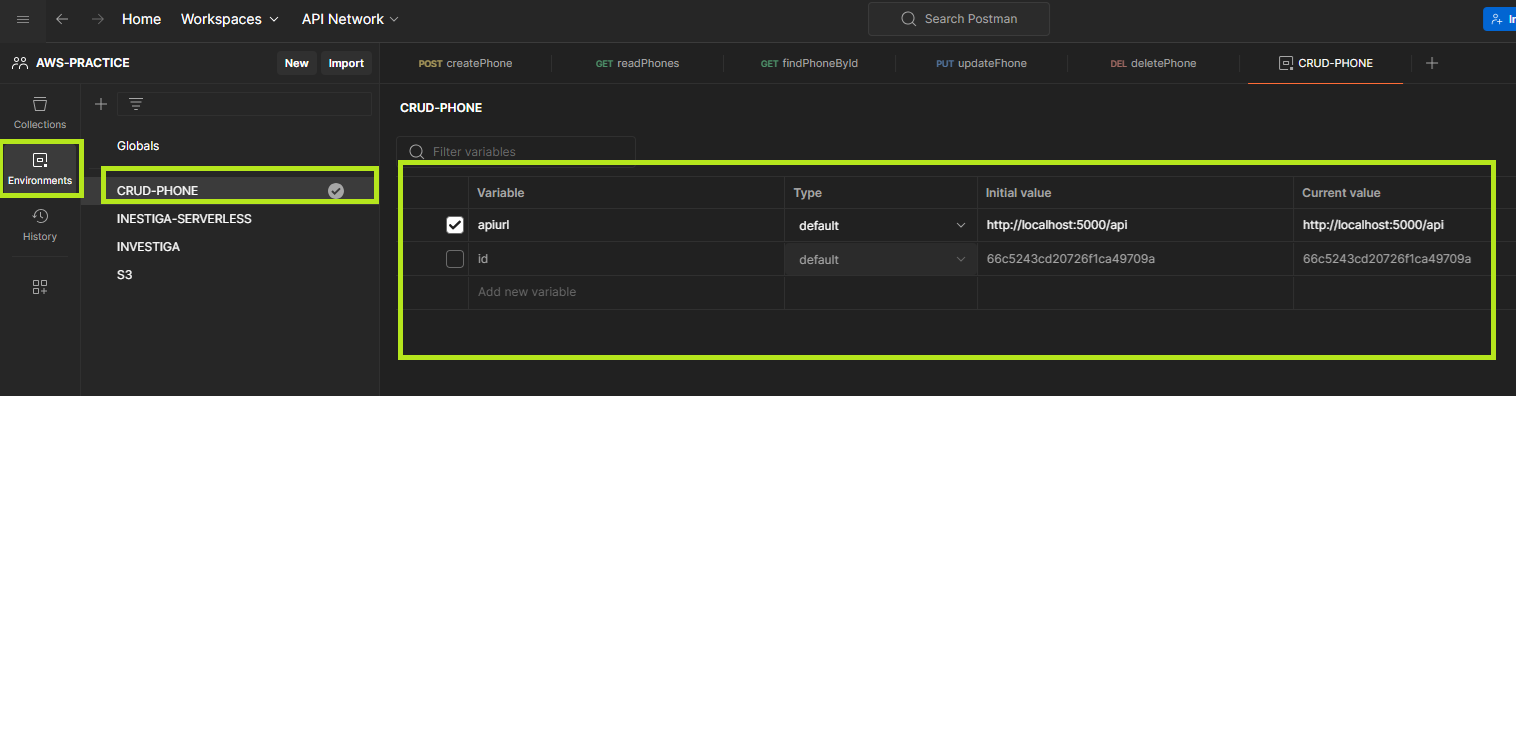 Home Workspaces API Network Search Postman In
AWS-PRACTICE New Import POST createPhone GET readPhones GET findPhoneById PUT updateFhone DEL deletePhone CRUD-PHONE
Collections
CRUD-PHONE
Globals
Filter variables
Environments
CRUD-PHONE
Variable Type Initial value Current value
INESTIGA-SERVERLESS
apiurl default http://localhost:5000/api http://localhost:5000/api
History
INVESTIGA
id default 66c5243cd20726f1ca49709a 66c5243cd20726f1ca49709a
S3
Add new variable